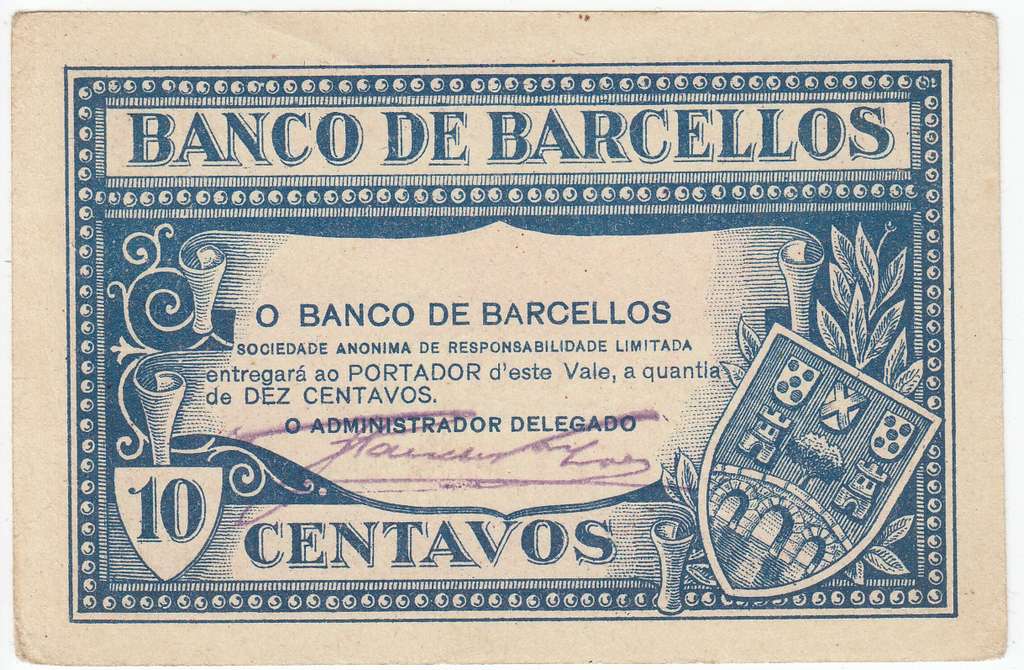 BANCO DE BARCELLOS
O BANCO DE BARCELLOS
SOCIEDADE ANONIMA DE RESPONSABILIDADE LIMITADA
entregará ao PORTADOR d'este Vale, a quantia
de DEZ CENTAVOS.
O ADMINISTRADOR DELEGADO
10
CENTAVOS